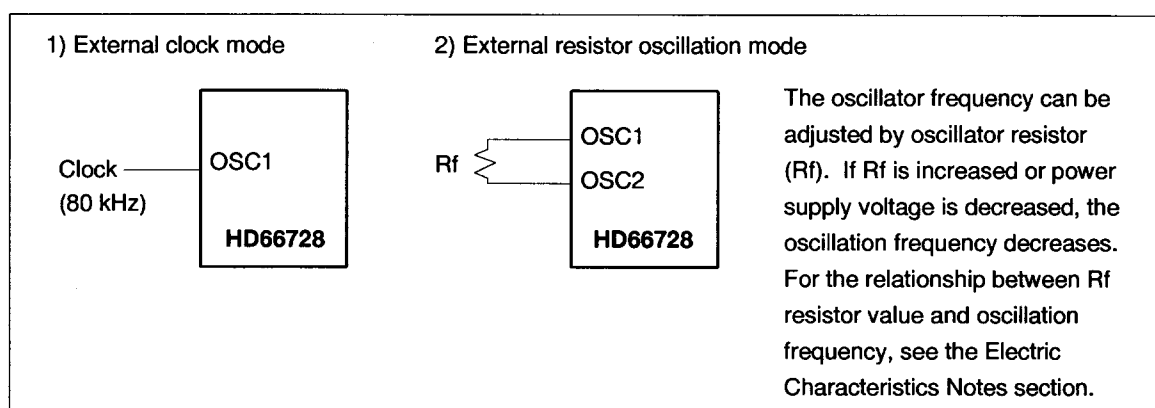 1) External clock mode
Clock
(80 kHz)
OSC1
HD66728
2) External resistor oscillation mode
Rf
OSC1
OSC2
HD66728
The oscillator frequency can be
adjusted by oscillator resistor
(Rf). If Rf is increased or power
supply voltage is decreased, the
oscillation frequency decreases.
For the relationship between Rf
resistor value and oscillation
frequency, see the Electric
Characteristics Notes section.